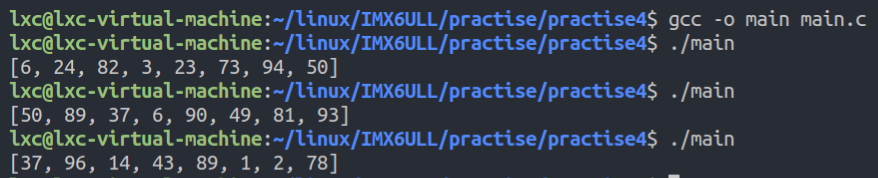 lxc@lxc-virtual-machine:~/linux/IMX6ULL/practise/practise4$ gcc -o main main.c
lxc@lxc-virtual-machine:~/linux/IMX6ULL/practise/practise4$ ./main
[6, 24, 82, 3, 23, 73, 94, 50]
lxc@lxc-virtual-machine:~/linux/IMX6ULL/practise/practise4$ ./main
[50, 89, 37, 6, 90, 49, 81, 93]
lxc@lxc-virtual-machine:~/linux/IMX6ULL/practise/practise4$ ./main
[37, 96, 14, 43, 89, 1, 2, 78]